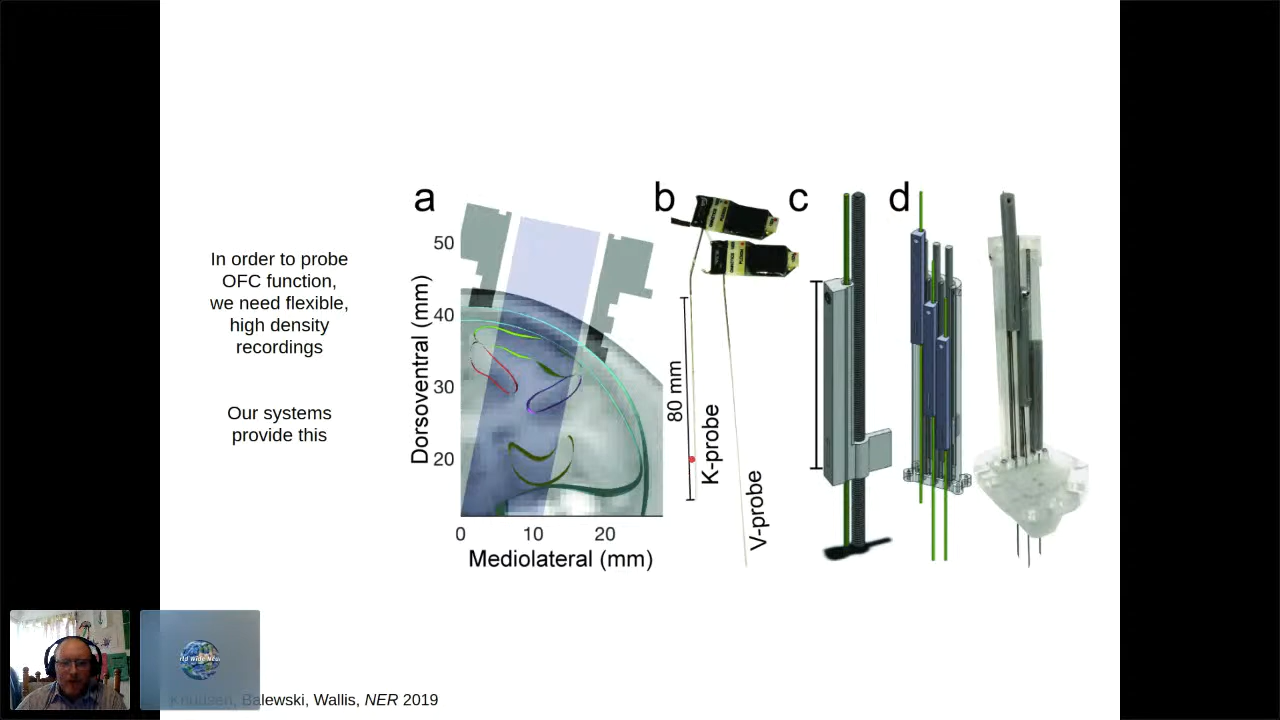 In order to probe
OFC function,
we need flexible,
high density
recordings
Our systems
provide this
a
b
c
d
50
40
30
20
Dorsoventral (mm)
0
10
20
Mediolateral (mm)
80 mm
K-probe
V-probe
Knudsen, Balewski, Wallis, NER 2019